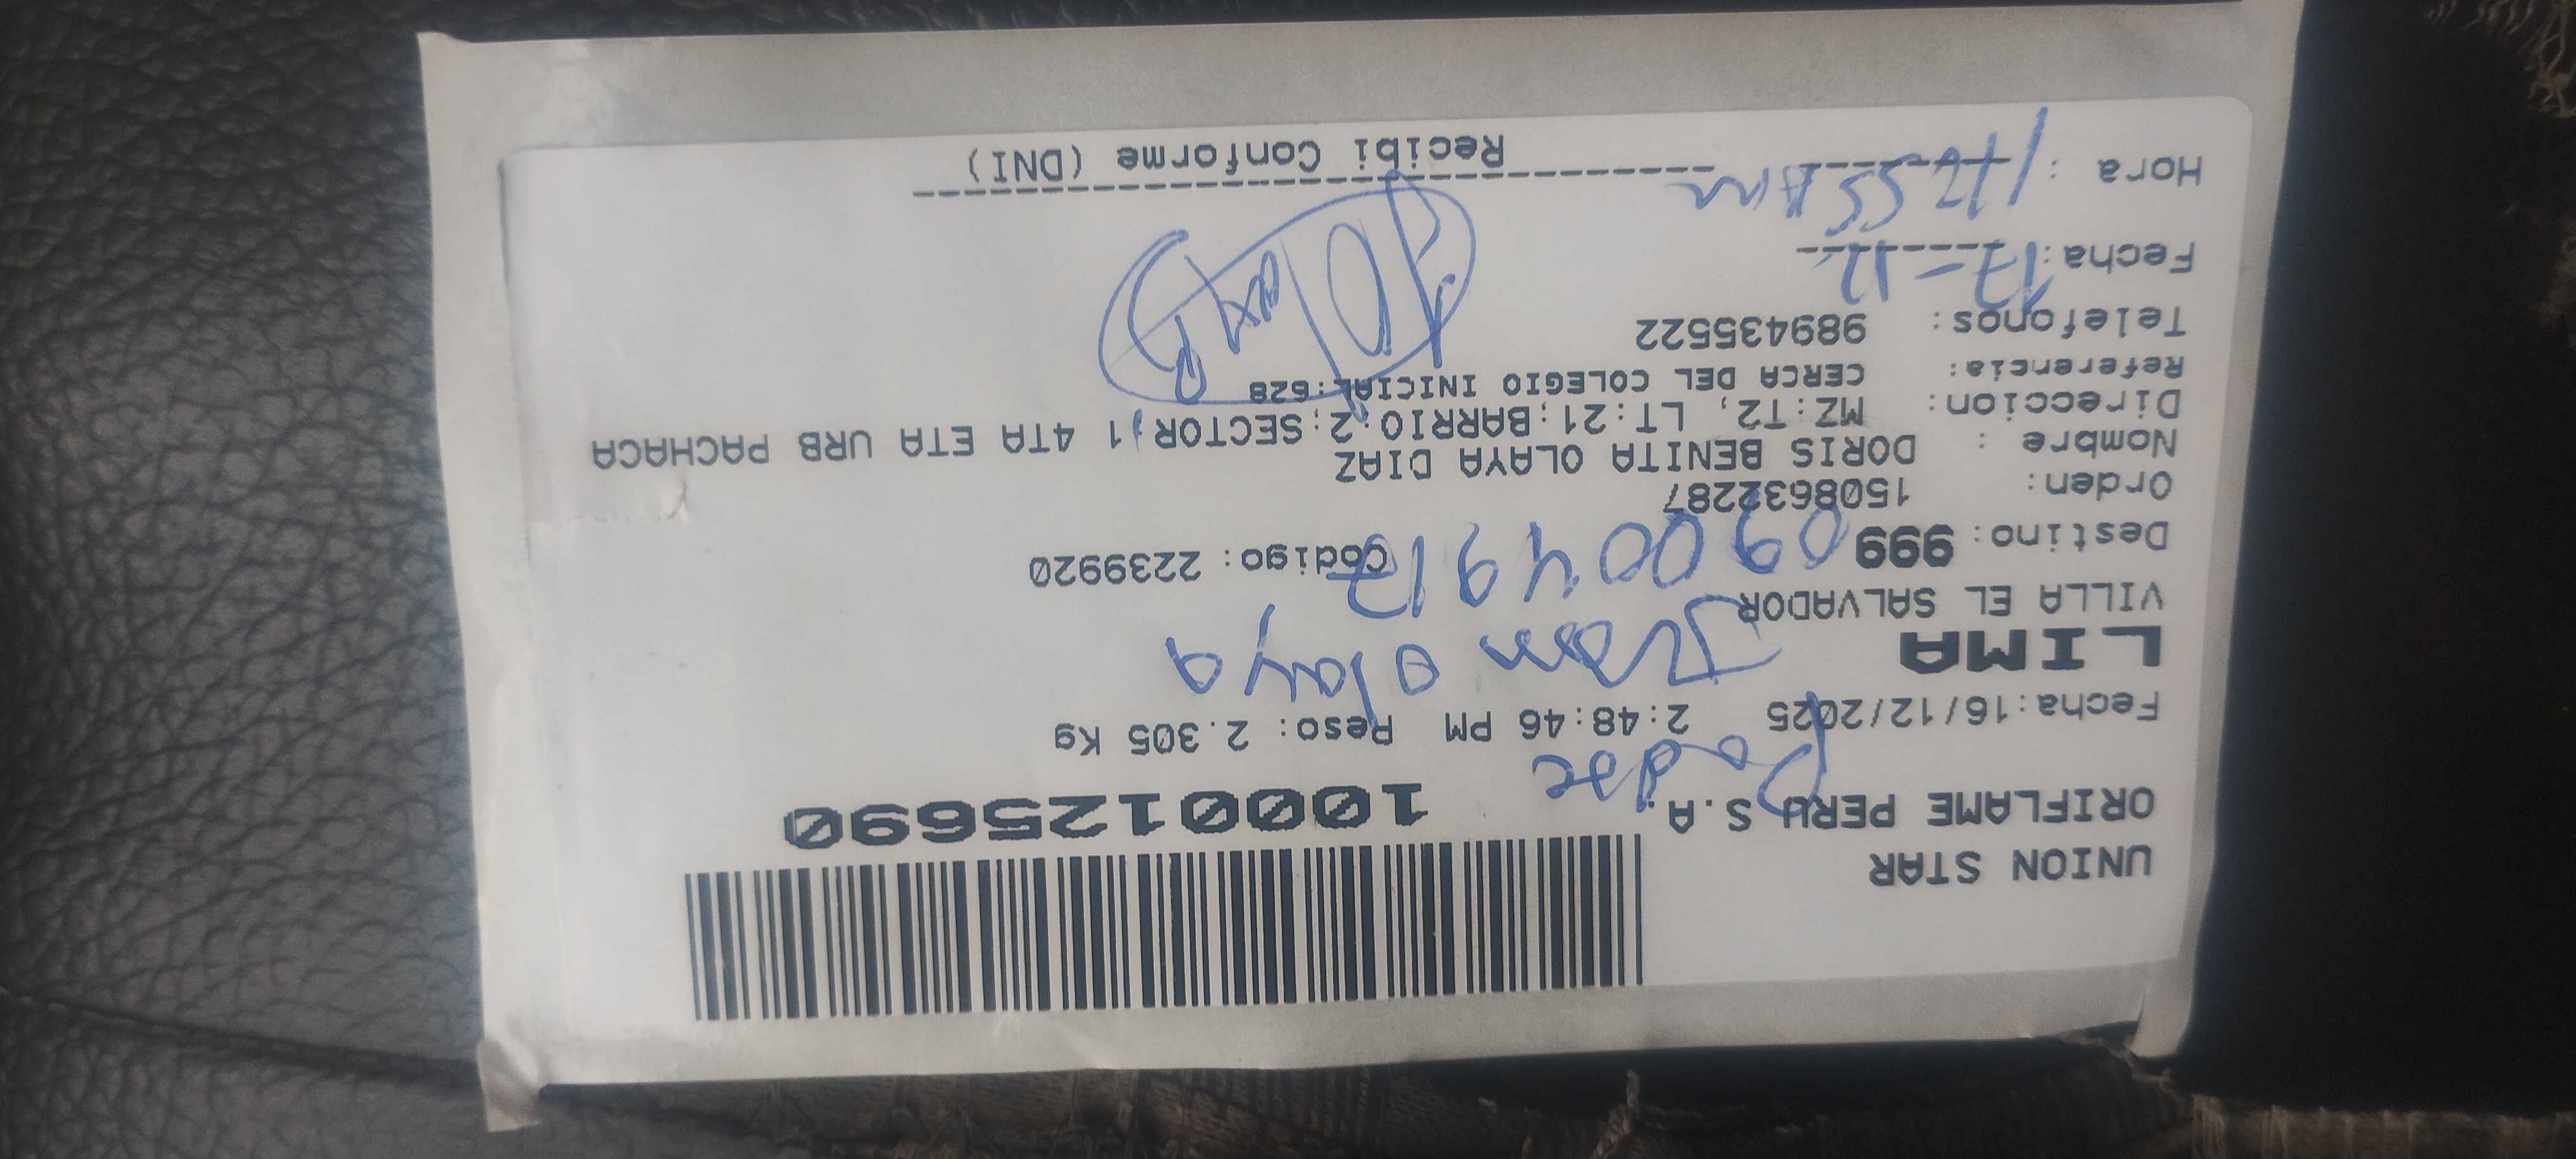 UNION STAR
ORIFLAME PERU S.A.
1000125690
Padre
Fecha:16/12/2025 2:48:46 PM Peso: 2.305 Kg
LIMA
Juan olaya
VILLA EL SALVADOR
Destino: 999 Codigo: 2239920
09004917
Orden: 1508632287
Nombre : DORIS BENITA OLAYA DIAZ
Direccion: MZ:T2, LT:21;BARRIO:2;SECTOR;1 4TA ETA URB PACHACA
Referencia: CERCA DEL COLEGIO INICIAL:628
Telefonos: 989435522
Fecha: 17-12
Hora :
Recibi Conforme (DNI)